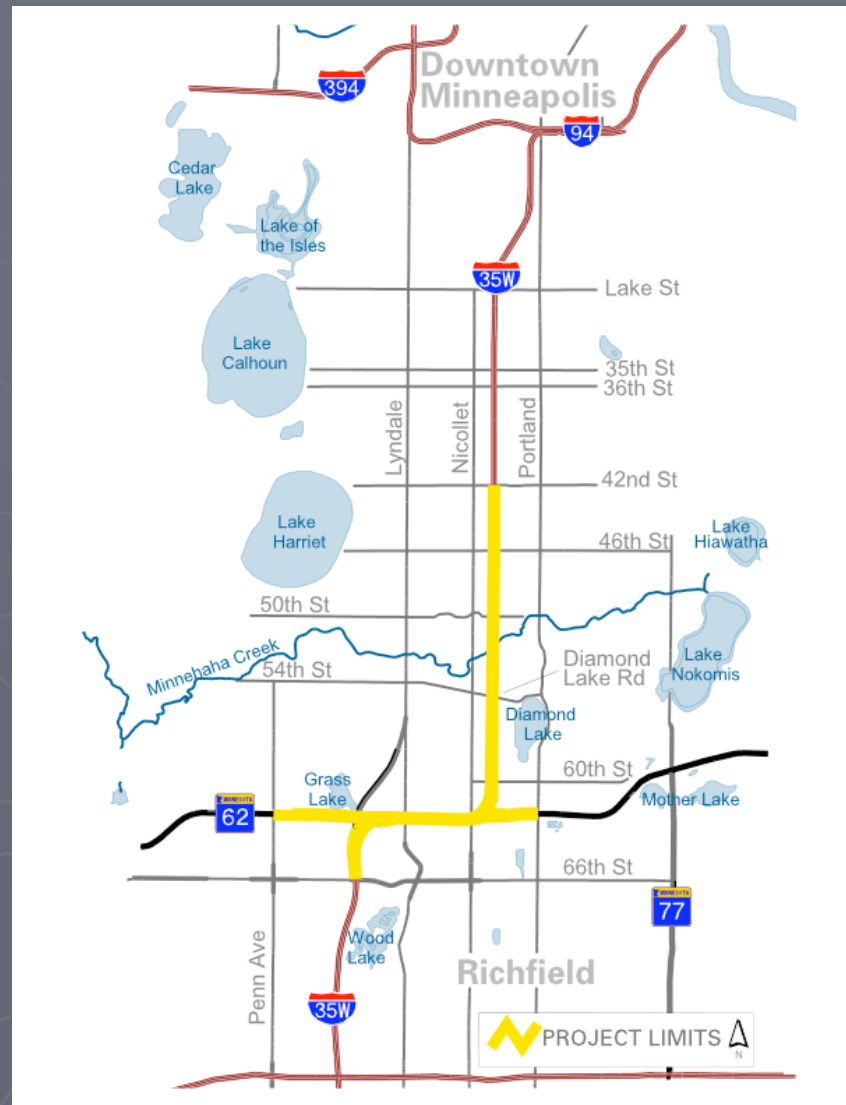 Downtown
Minneapolis
394
94
Cedar
Lake
Lake of
the Isles
35W
Lake St
Lake
Calhoun
35th St
36th St
Lyndale
Nicollet
Portland
42nd St
Lake
Harriet
Lake
Hiawatha
46th St
50th St
Minnehaha Creek
54th St
Diamond
Lake Rd
Lake
Nokomis
Diamond
Lake
60th St
Grass
Lake
Mother Lake
MINNESOTA
62
66th St
MINNESOTA
77
Penn Ave
Wood
Lake
Richfield
35W
PROJECT LIMITS
N